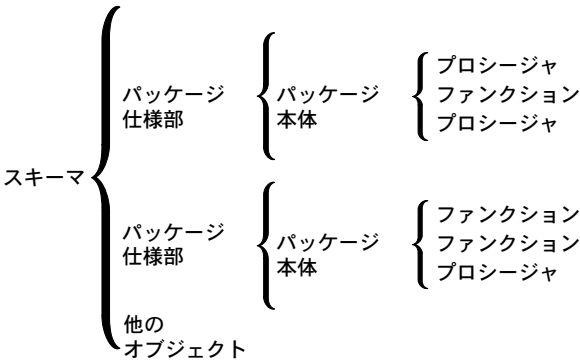 スキーマ
パッケージ
仕様部
パッケージ
本体
プロシージャ
ファンクション
プロシージャ
パッケージ
仕様部
パッケージ
本体
ファンクション
ファンクション
プロシージャ
他の
オブジェクト